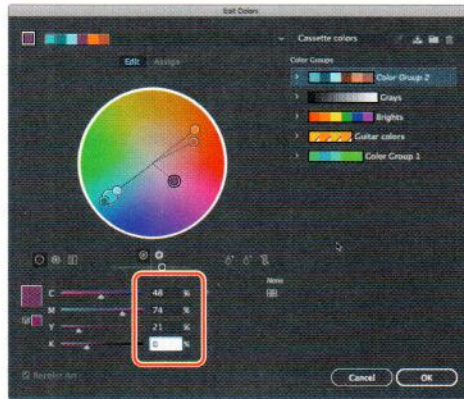 Edit Colors
Cassette colors
Edit Assign
Color Groups
Color Group 2
Grays
Brights
Guitar colors
Color Group 1
None
C 48 %
M 74 %
Y 21 %
K 0 %
Recolor Art
Cancel OK